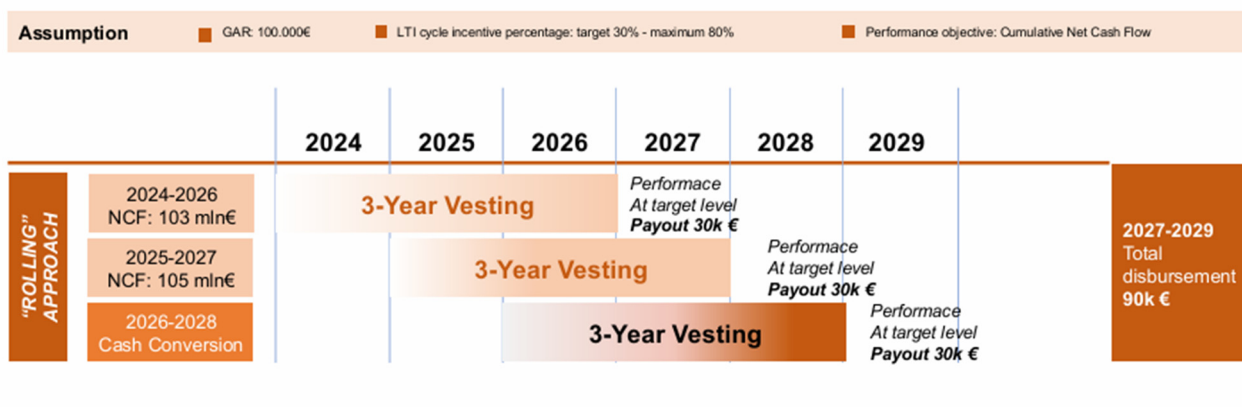 Assumption
GAR: 100.000€
LTI cycle incentive percentage: target 30% - maximum 80%
Performance objective: Cumulative Net Cash Flow
2024 2025 2026 2027 2028 2029
"ROLLING"
APPROACH
2024-2026
NCF: 103 mln€
3-Year Vesting
Performace
At target level
Payout 30k €
2025-2027
NCF: 105 mln€
3-Year Vesting
Performace
At target level
Payout 30k €
2026-2028
Cash Conversion
3-Year Vesting
Performace
At target level
Payout 30k €
2027-2029
Total
disbursement
90k €